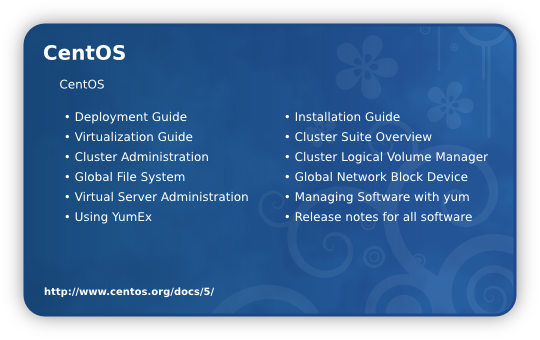 CentOS
CentOS
• Deployment Guide
• Virtualization Guide
• Cluster Administration
• Global File System
• Virtual Server Administration
• Using YumEx
• Installation Guide
• Cluster Suite Overview
• Cluster Logical Volume Manager
• Global Network Block Device
• Managing Software with yum
• Release notes for all software
http://www.centos.org/docs/5/